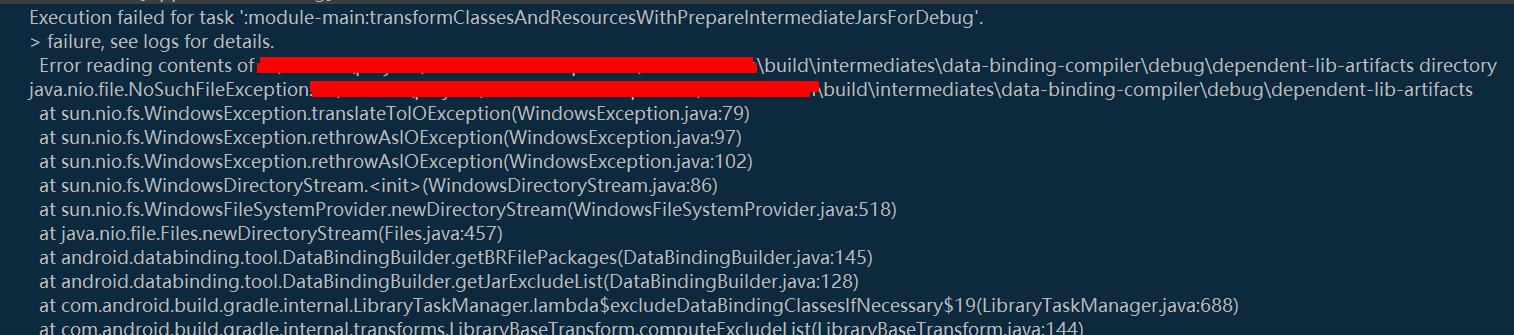 Execution failed for task ':module-main:transformClassesAndResourcesWithPrepareIntermediateJarsForDebug'.
> failure, see logs for details.
Error reading contents of \build\intermediates\data-binding-compiler\debug\dependent-lib-artifacts directory
java.nio.file.NoSuchFileException: \build\intermediates\data-binding-compiler\debug\dependent-lib-artifacts
at sun.nio.fs.WindowsException.translateToIOException(WindowsException.java:79)
at sun.nio.fs.WindowsException.rethrowAsIOException(WindowsException.java:97)
at sun.nio.fs.WindowsException.rethrowAsIOException(WindowsException.java:102)
at sun.nio.fs.WindowsDirectoryStream.<init>(WindowsDirectoryStream.java:86)
at sun.nio.fs.WindowsFileSystemProvider.newDirectoryStream(WindowsFileSystemProvider.java:518)
at java.nio.file.Files.newDirectoryStream(Files.java:457)
at android.databinding.tool.DataBindingBuilder.getBRFilePackages(DataBindingBuilder.java:145)
at android.databinding.tool.DataBindingBuilder.getJarExcludeList(DataBindingBuilder.java:128)
at com.android.build.gradle.internal.LibraryTaskManager.lambda$excludeDataBindingClassesIfNecessary$19(LibraryTaskManager.java:688)
at com.android.build.gradle.internal.transforms.LibraryBaseTransform.computeExcludeList(LibraryBaseTransform.java:144)